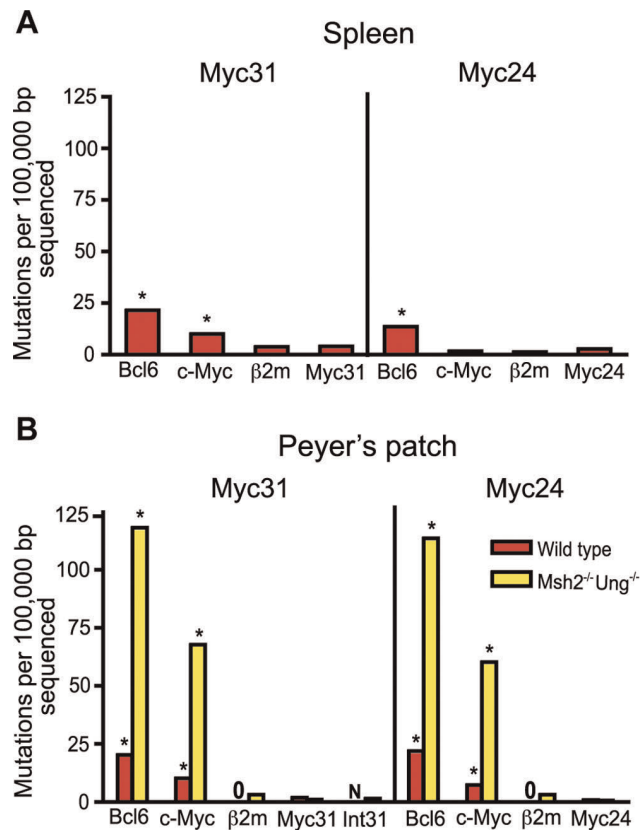 A
Spleen
Myc31 Myc24
Mutations per 100,000 bp
sequenced
125
100
75
50
25
0
* * *
Bcl6 c-Myc β2m Myc31 Bcl6 c-Myc β2m Myc24
B
Peyer's patch
Myc31 Myc24
Mutations per 100,000 bp
sequenced
125
100
75
50
25
0
Wild type
Msh2-/-Ung-/-
* * * * * * * *
0 N 0
Bcl6 c-Myc β2m Myc31 Int31 Bcl6 c-Myc β2m Myc24